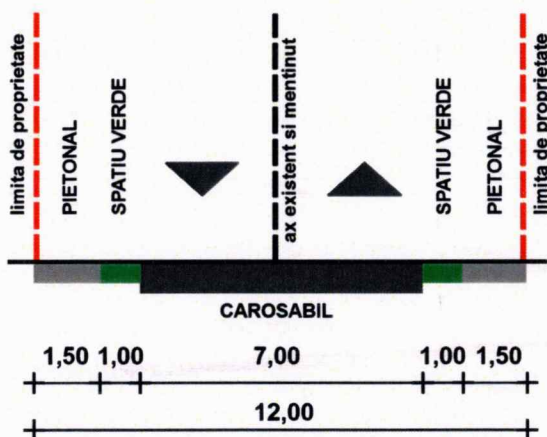 limita de proprietate
PIETONAL
SPATIU VERDE
ax existent si mentinut
SPATIU VERDE
PIETONAL
limita de proprietate
CAROSABIL
1,50 1,00 7,00 1,00 1,50
12,00